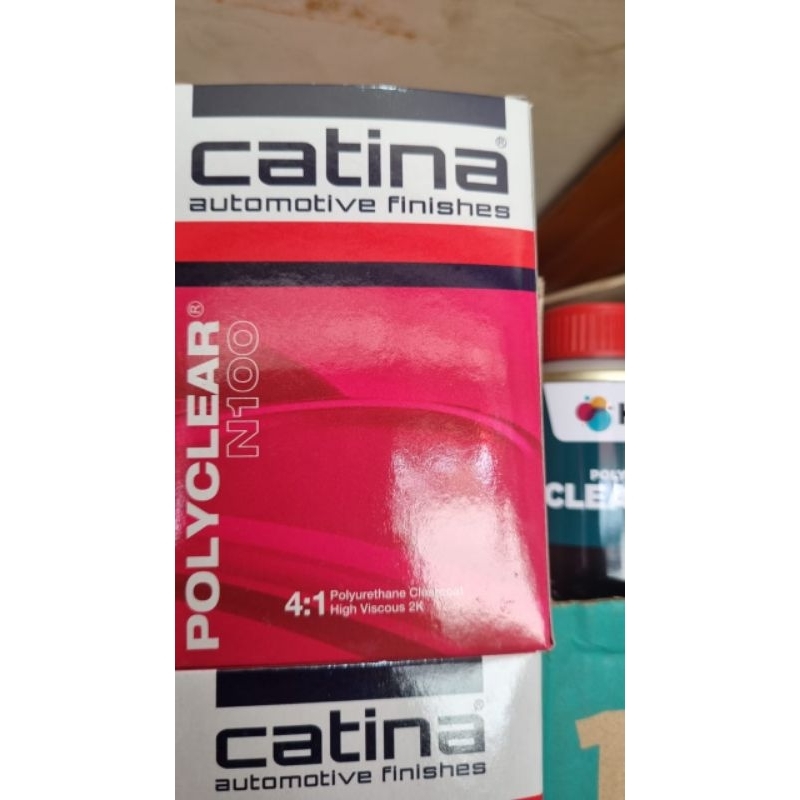 catina®
automotive finishes
POLYCLEAR®
N100
4:1
Polyurethane Clearcoat
High Viscous 2K
catina®
automotive finishes
POLY
CLEA